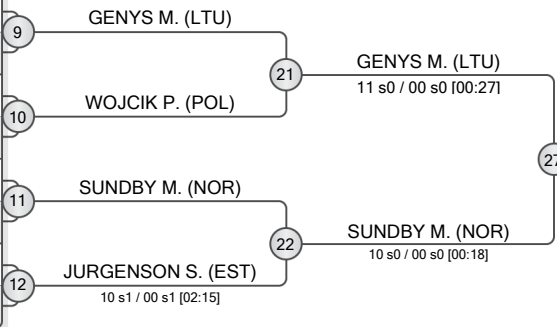 9
GENYS M. (LTU)
10
WOJCIK P. (POL)
21
GENYS M. (LTU)
11 s0 / 00 s0 [00:27]
11
SUNDBY M. (NOR)
12
JURGENSON S. (EST)
10 s1 / 00 s1 [02:15]
22
SUNDBY M. (NOR)
10 s0 / 00 s0 [00:18]
27